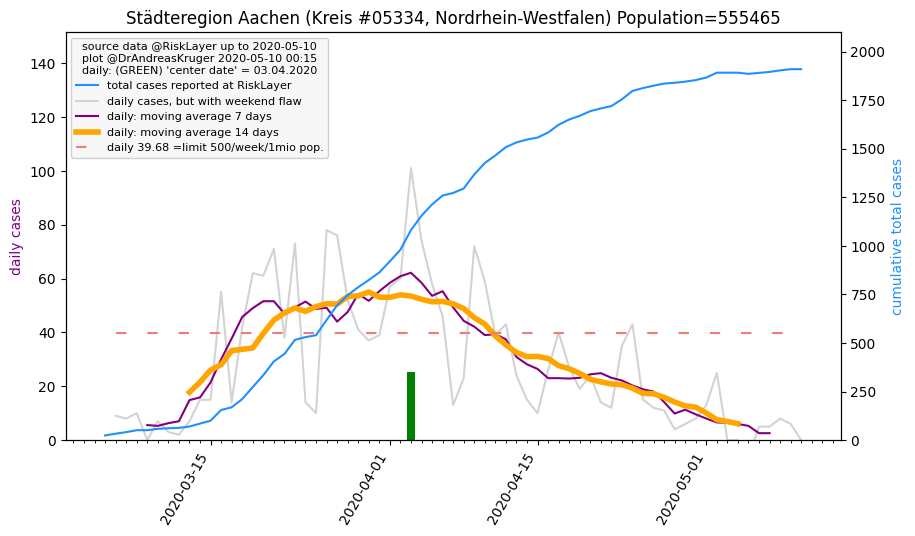 Städteregion Aachen (Kreis #05334, Nordrhein-Westfalen) Population=555465
source data @RiskLayer up to 2020-05-10
plot @DrAndreasKruger 2020-05-10 00:15
daily: (GREEN) 'center date' = 03.04.2020
total cases reported at RiskLayer
daily cases, but with weekend flaw
daily: moving average 7 days
daily: moving average 14 days
daily 39.68 =limit 500/week/1mio pop.
daily cases
140
120
100
80
60
40
20
0
2000
1750
1500
1250
1000
750
500
250
0
cumulative total cases
2020-03-15
2020-04-01
2020-04-15
2020-05-01